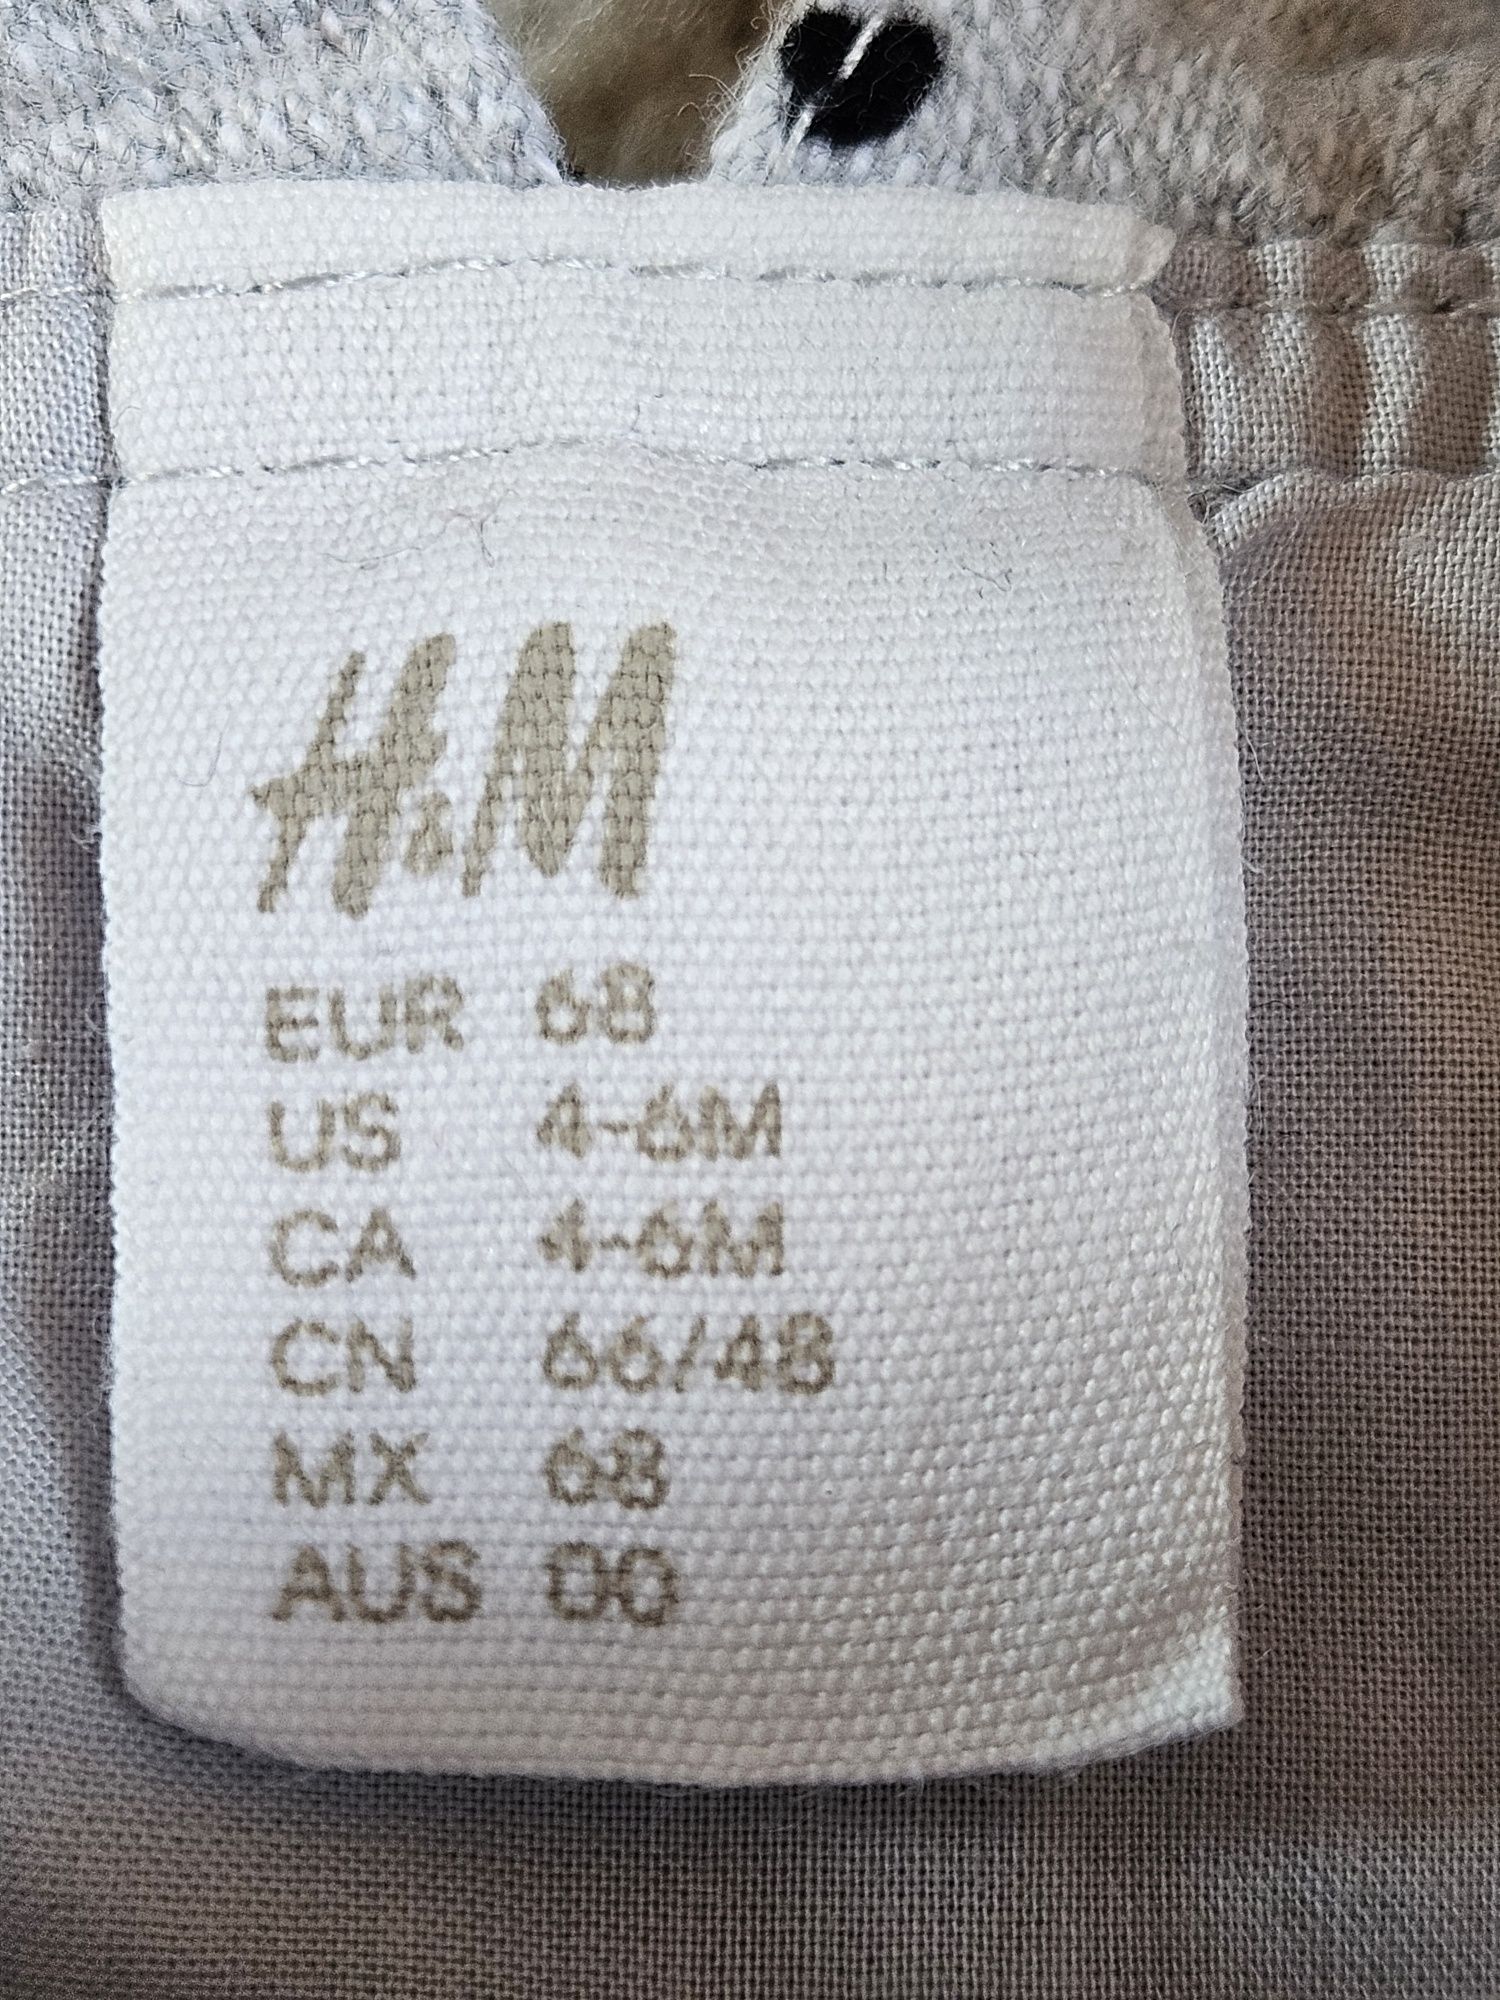 H&M
EUR 68
US 4-6M
CA 4-6M
CN 66/48
MX 68
AUS 00